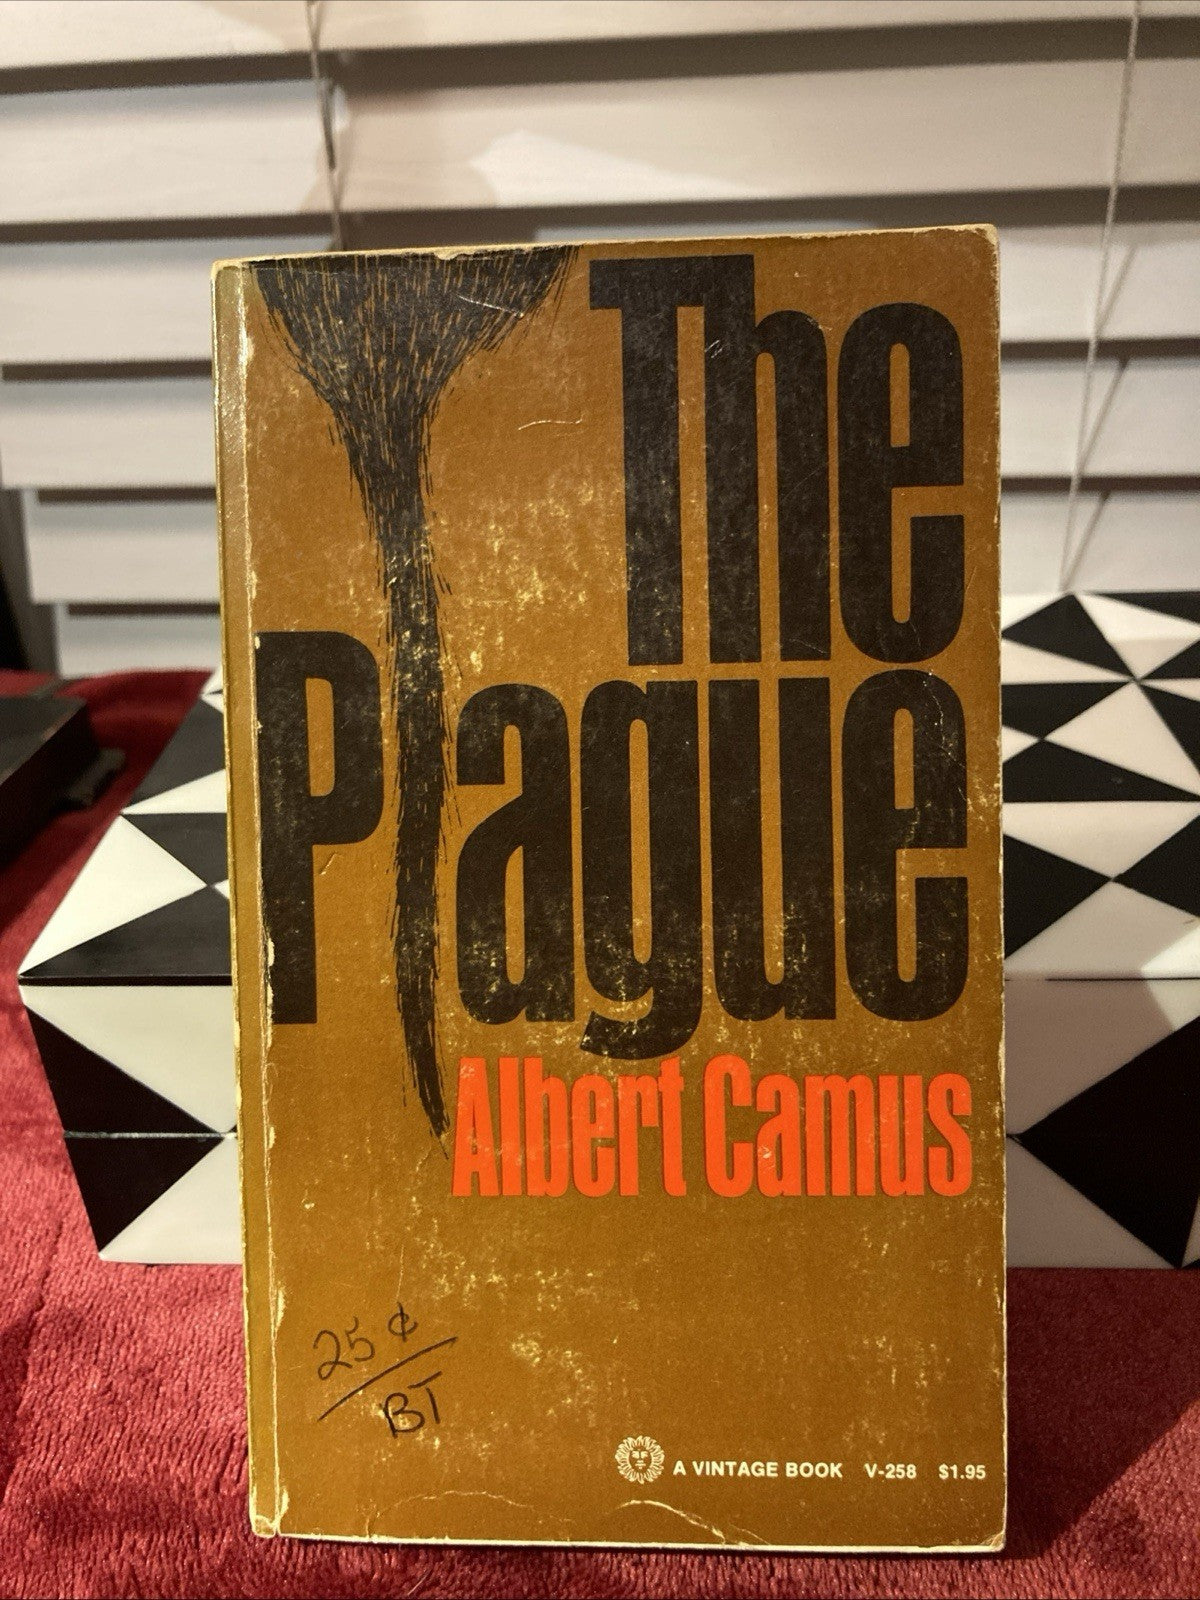 The
Plague
Albert Camus
25 ¢
BT
A VINTAGE BOOK V-258 $1.95